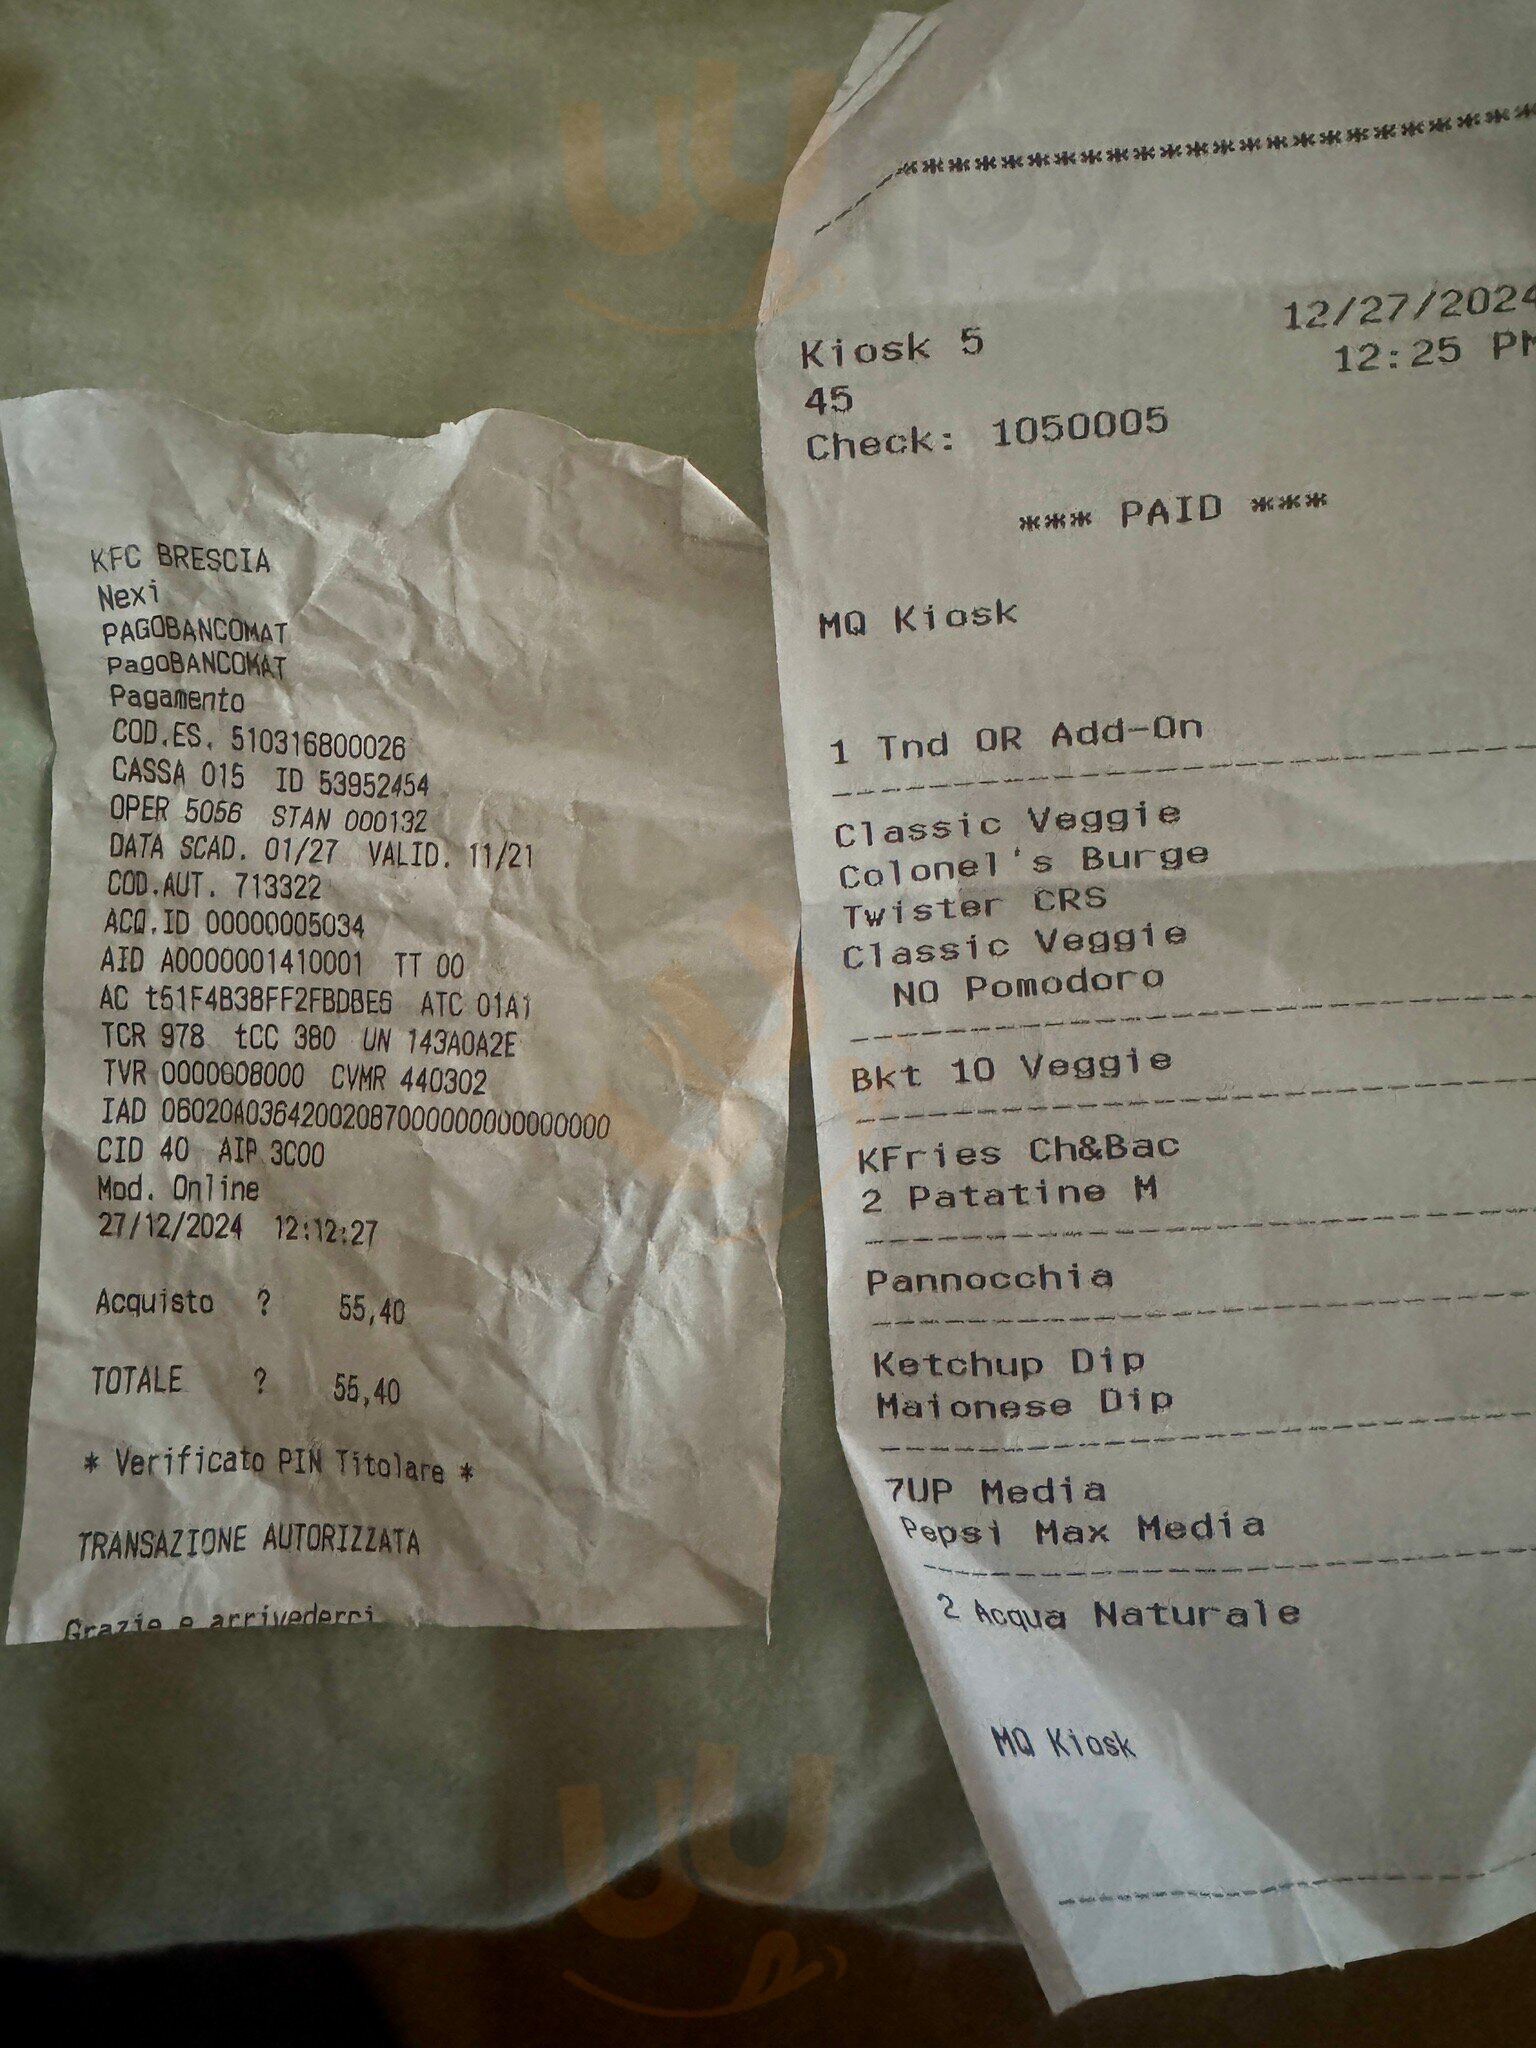 KFC BRESCIA
Nexi
PAGOBANCOMAT
PagoBANCOMAT
Pagamento
COD.ES. 510316800026
CASSA 015 ID 53952454
OPER 5056 STAN 000132
DATA SCAD. 01/27 VALID. 11/21
COD.AUT. 713322
ACQ.ID 00000005034
AID A0000001410001 TT 00
AC t51F4B38FF2FBDBE6 ATC 01A1
TCR 978 tCC 380 UN 143A0A2E
TVR 0000608000 CVMR 440302
IAD 06020A03642002087000000000000000
CID 40 AIP 3C00
Mod. Online
27/12/2024 12:12:27
Acquisto ? 55,40
TOTALE ? 55,40
* Verificato PIN Titolare *
TRANSAZIONE AUTORIZZATA
Grazie e arrivederci
************************
Kiosk 5 12/27/2024
45 12:25 PM
Check: 1050005
*** PAID ***
MQ Kiosk
1 Tnd OR Add-On
Classic Veggie
Colonel's Burge
Twister CRS
Classic Veggie
NO Pomodoro
Bkt 10 Veggie
KFries Ch&Bac
2 Patatine M
Pannocchia
Ketchup Dip
Maionese Dip
7UP Media
Pepsi Max Media
2 Acqua Naturale
MQ Kiosk